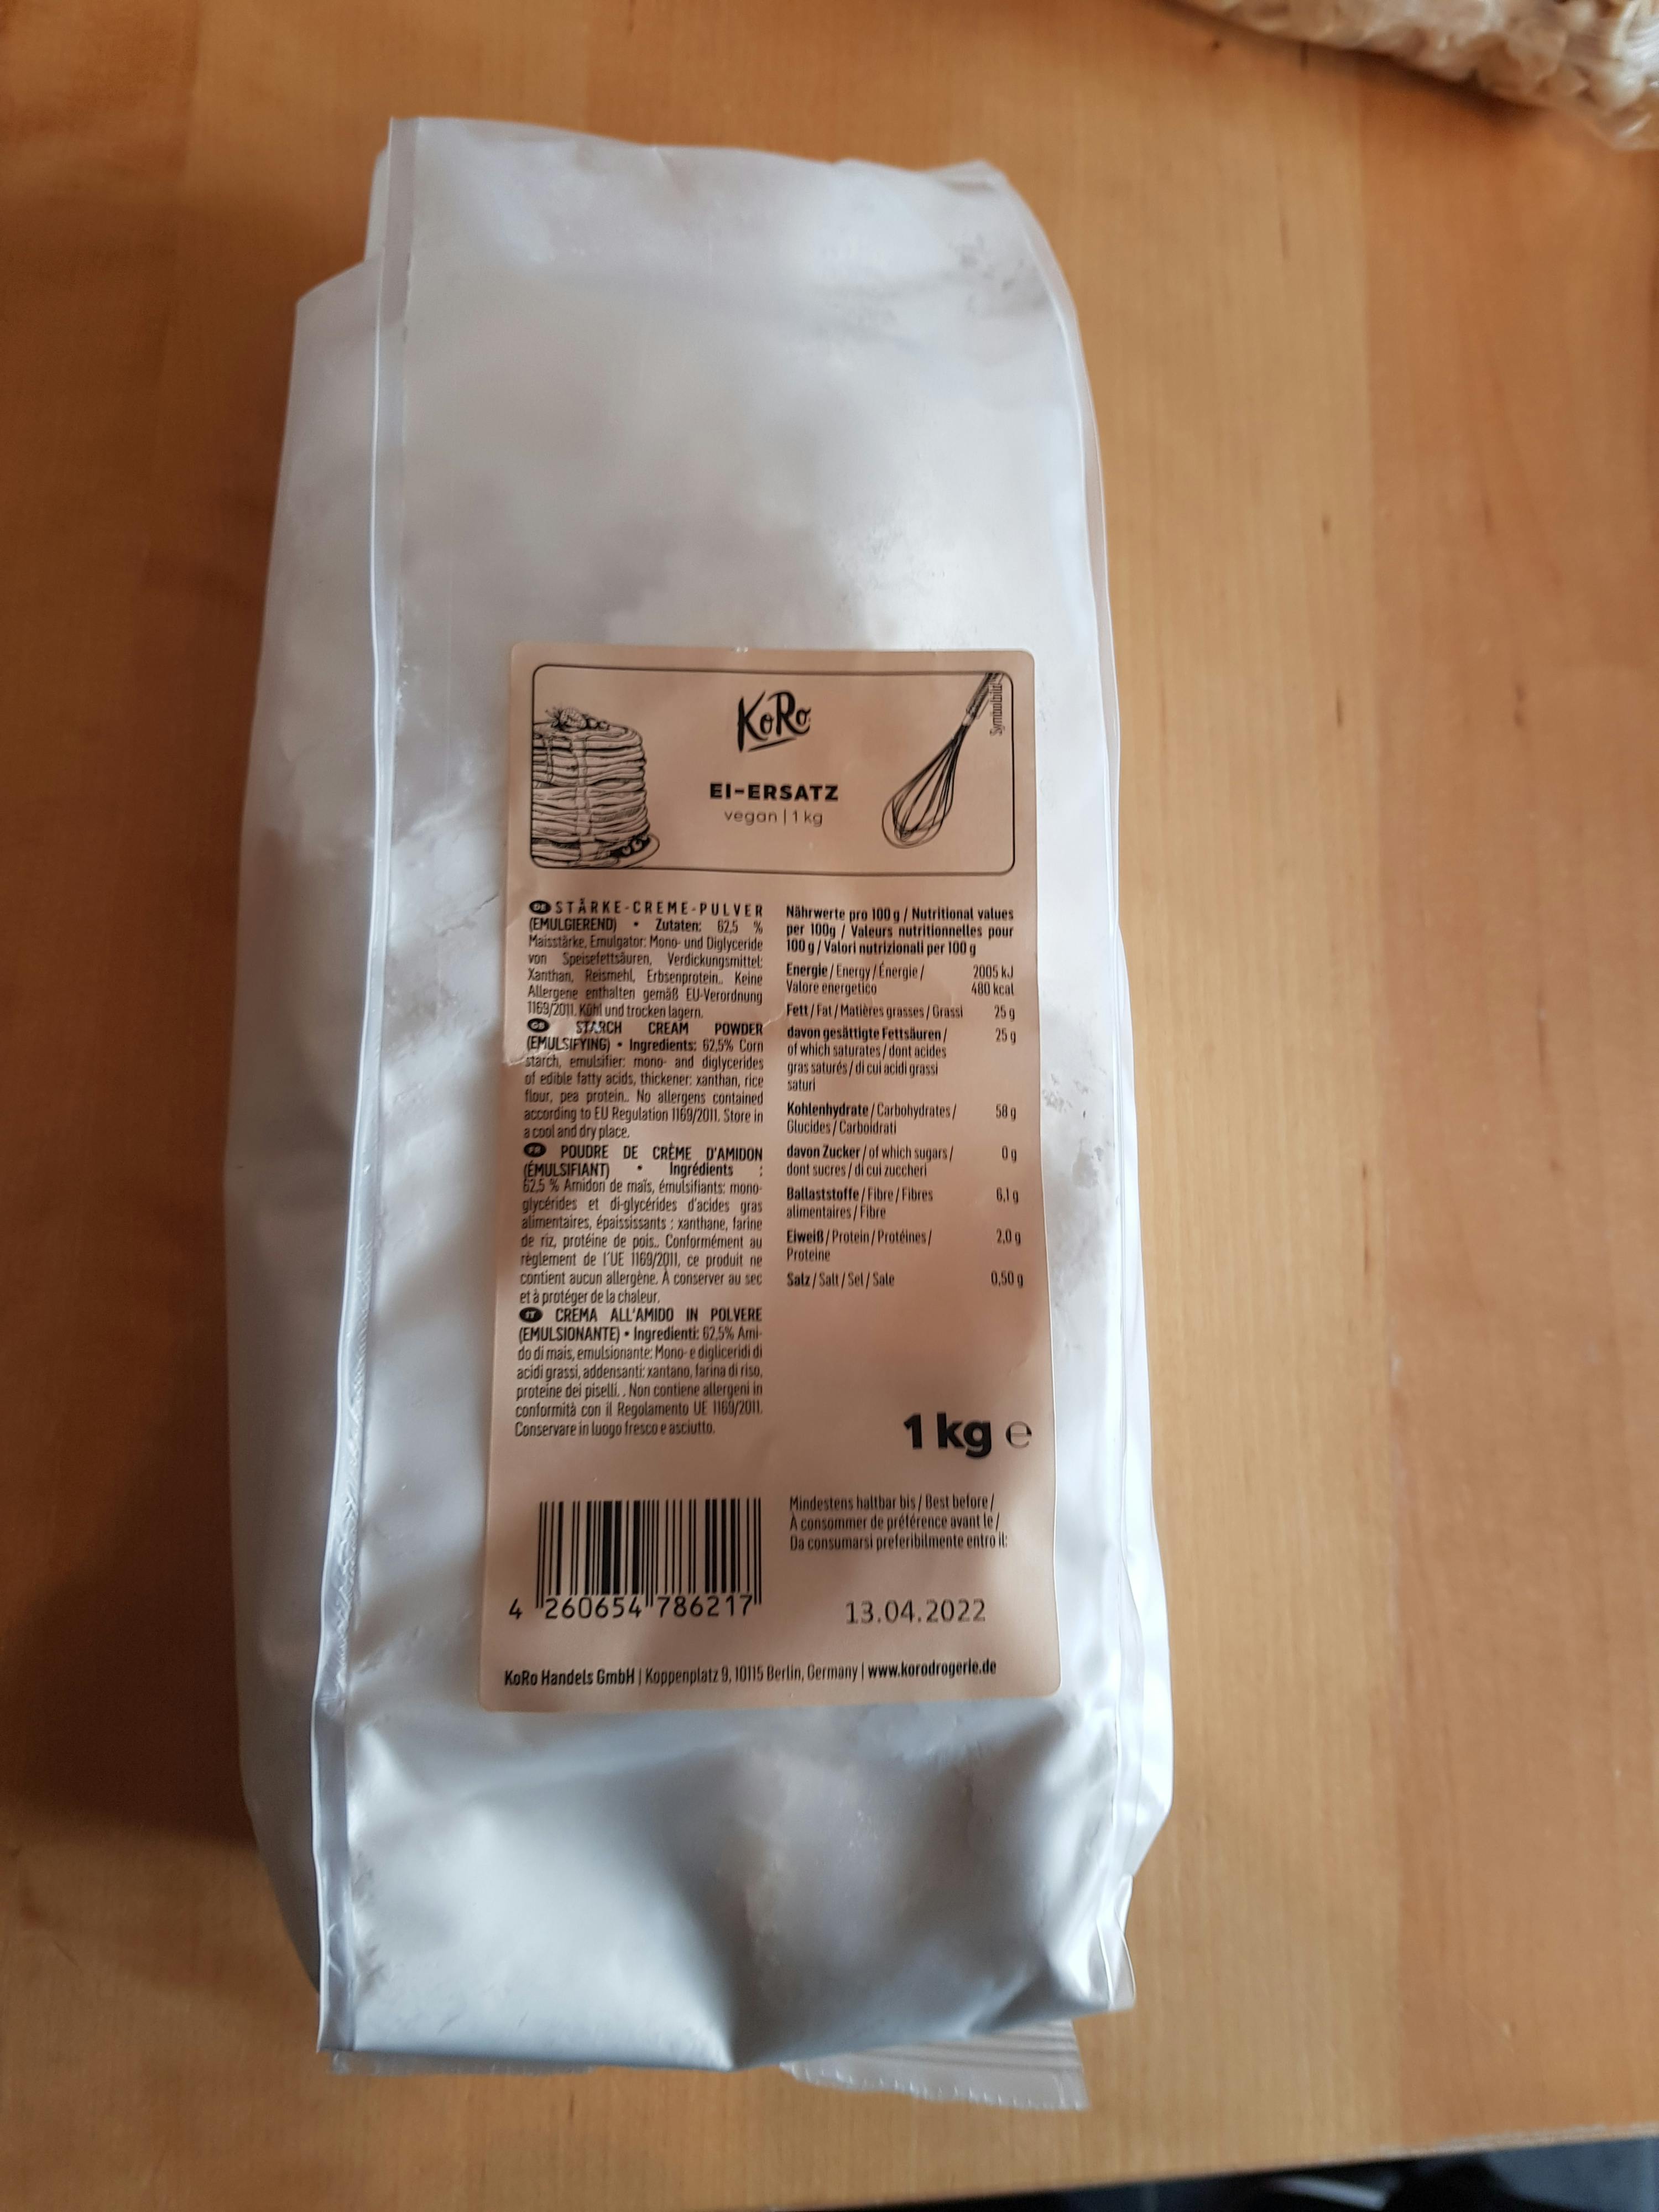 KoRo
Symbolbild
EI-ERSATZ
vegan | 1 kg
DE STÄRKE-CREME-PULVER
(EMULGIEREND) • Zutaten: 62,5 %
Maisstärke, Emulgator: Mono- und Diglyceride
von Speisefettsäuren, Verdickungsmittel:
Xanthan, Reismehl, Erbsenprotein.. Keine
Allergene enthalten gemäß EU-Verordnung
1169/2011. Kühl und trocken lagern.
GB STARCH CREAM POWDER
(EMULSIFYING) • Ingredients: 62,5% Corn
starch, emulsifier: mono- and diglycerides
of edible fatty acids, thickener: xanthan, rice
flour, pea protein.. No allergens contained
according to EU Regulation 1169/2011. Store in
a cool and dry place.
FR POUDRE DE CRÈME D'AMIDON
(ÉMULSIFIANT) • Ingrédients :
62,5 % Amidon de maïs, émulsifiants: mono-
glycérides et di-glycérides d'acides gras
alimentaires, épaississants : xanthane, farine
de riz, protéine de pois.. Conformément au
règlement de l'UE 1169/2011, ce produit ne
contient aucun allergène. À conserver au sec
et à protéger de la chaleur.
IT CREMA ALL'AMIDO IN POLVERE
(EMULSIONANTE) • Ingredienti: 62,5% Ami-
do di mais, emulsionante: Mono- e digliceridi di
acidi grassi, addensanti: xantano, farina di riso,
proteine dei piselli. . Non contiene allergeni in
conformità con il Regolamento UE 1169/2011.
Conservare in luogo fresco e asciutto.
Nährwerte pro 100 g / Nutritional values
per 100g / Valeurs nutritionnelles pour
100 g / Valori nutrizionali per 100 g
Energie / Energy / Énergie / 2005 kJ
Valore energetico 480 kcal
Fett / Fat / Matières grasses / Grassi 25 g
davon gesättigte Fettsäuren / 25 g
of which saturates / dont acides
gras saturés / di cui acidi grassi
saturi
Kohlenhydrate / Carbohydrates / 58 g
Glucides / Carboidrati
davon Zucker / of which sugars / 0 g
dont sucres / di cui zuccheri
Ballaststoffe / Fibre / Fibres 6,1 g
alimentaires / Fibre
Eiweiß / Protein / Protéines / 2,0 g
Proteine
Salz / Salt / Sel / Sale 0,50 g
1 kg e
Mindestens haltbar bis / Best before /
À consommer de préférence avant le /
Da consumarsi preferibilmente entro il:
13.04.2022
4 260654 786217
KoRo Handels GmbH | Koppenplatz 9, 10115 Berlin, Germany | www.korodrogerie.de